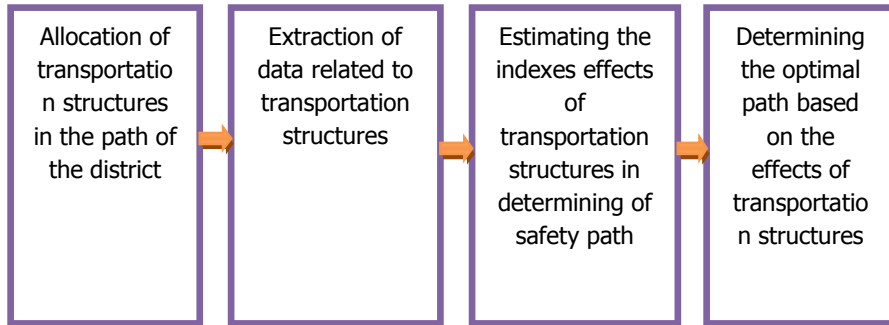 Allocation of
transportatio
n structures
in the path of
the district
Extraction of
data related to
transportation
structures
Estimating the
indexes effects
of
transportation
structures in
determining of
safety path
Determining
the optimal
path based
on the
effects of
transportatio
n structures